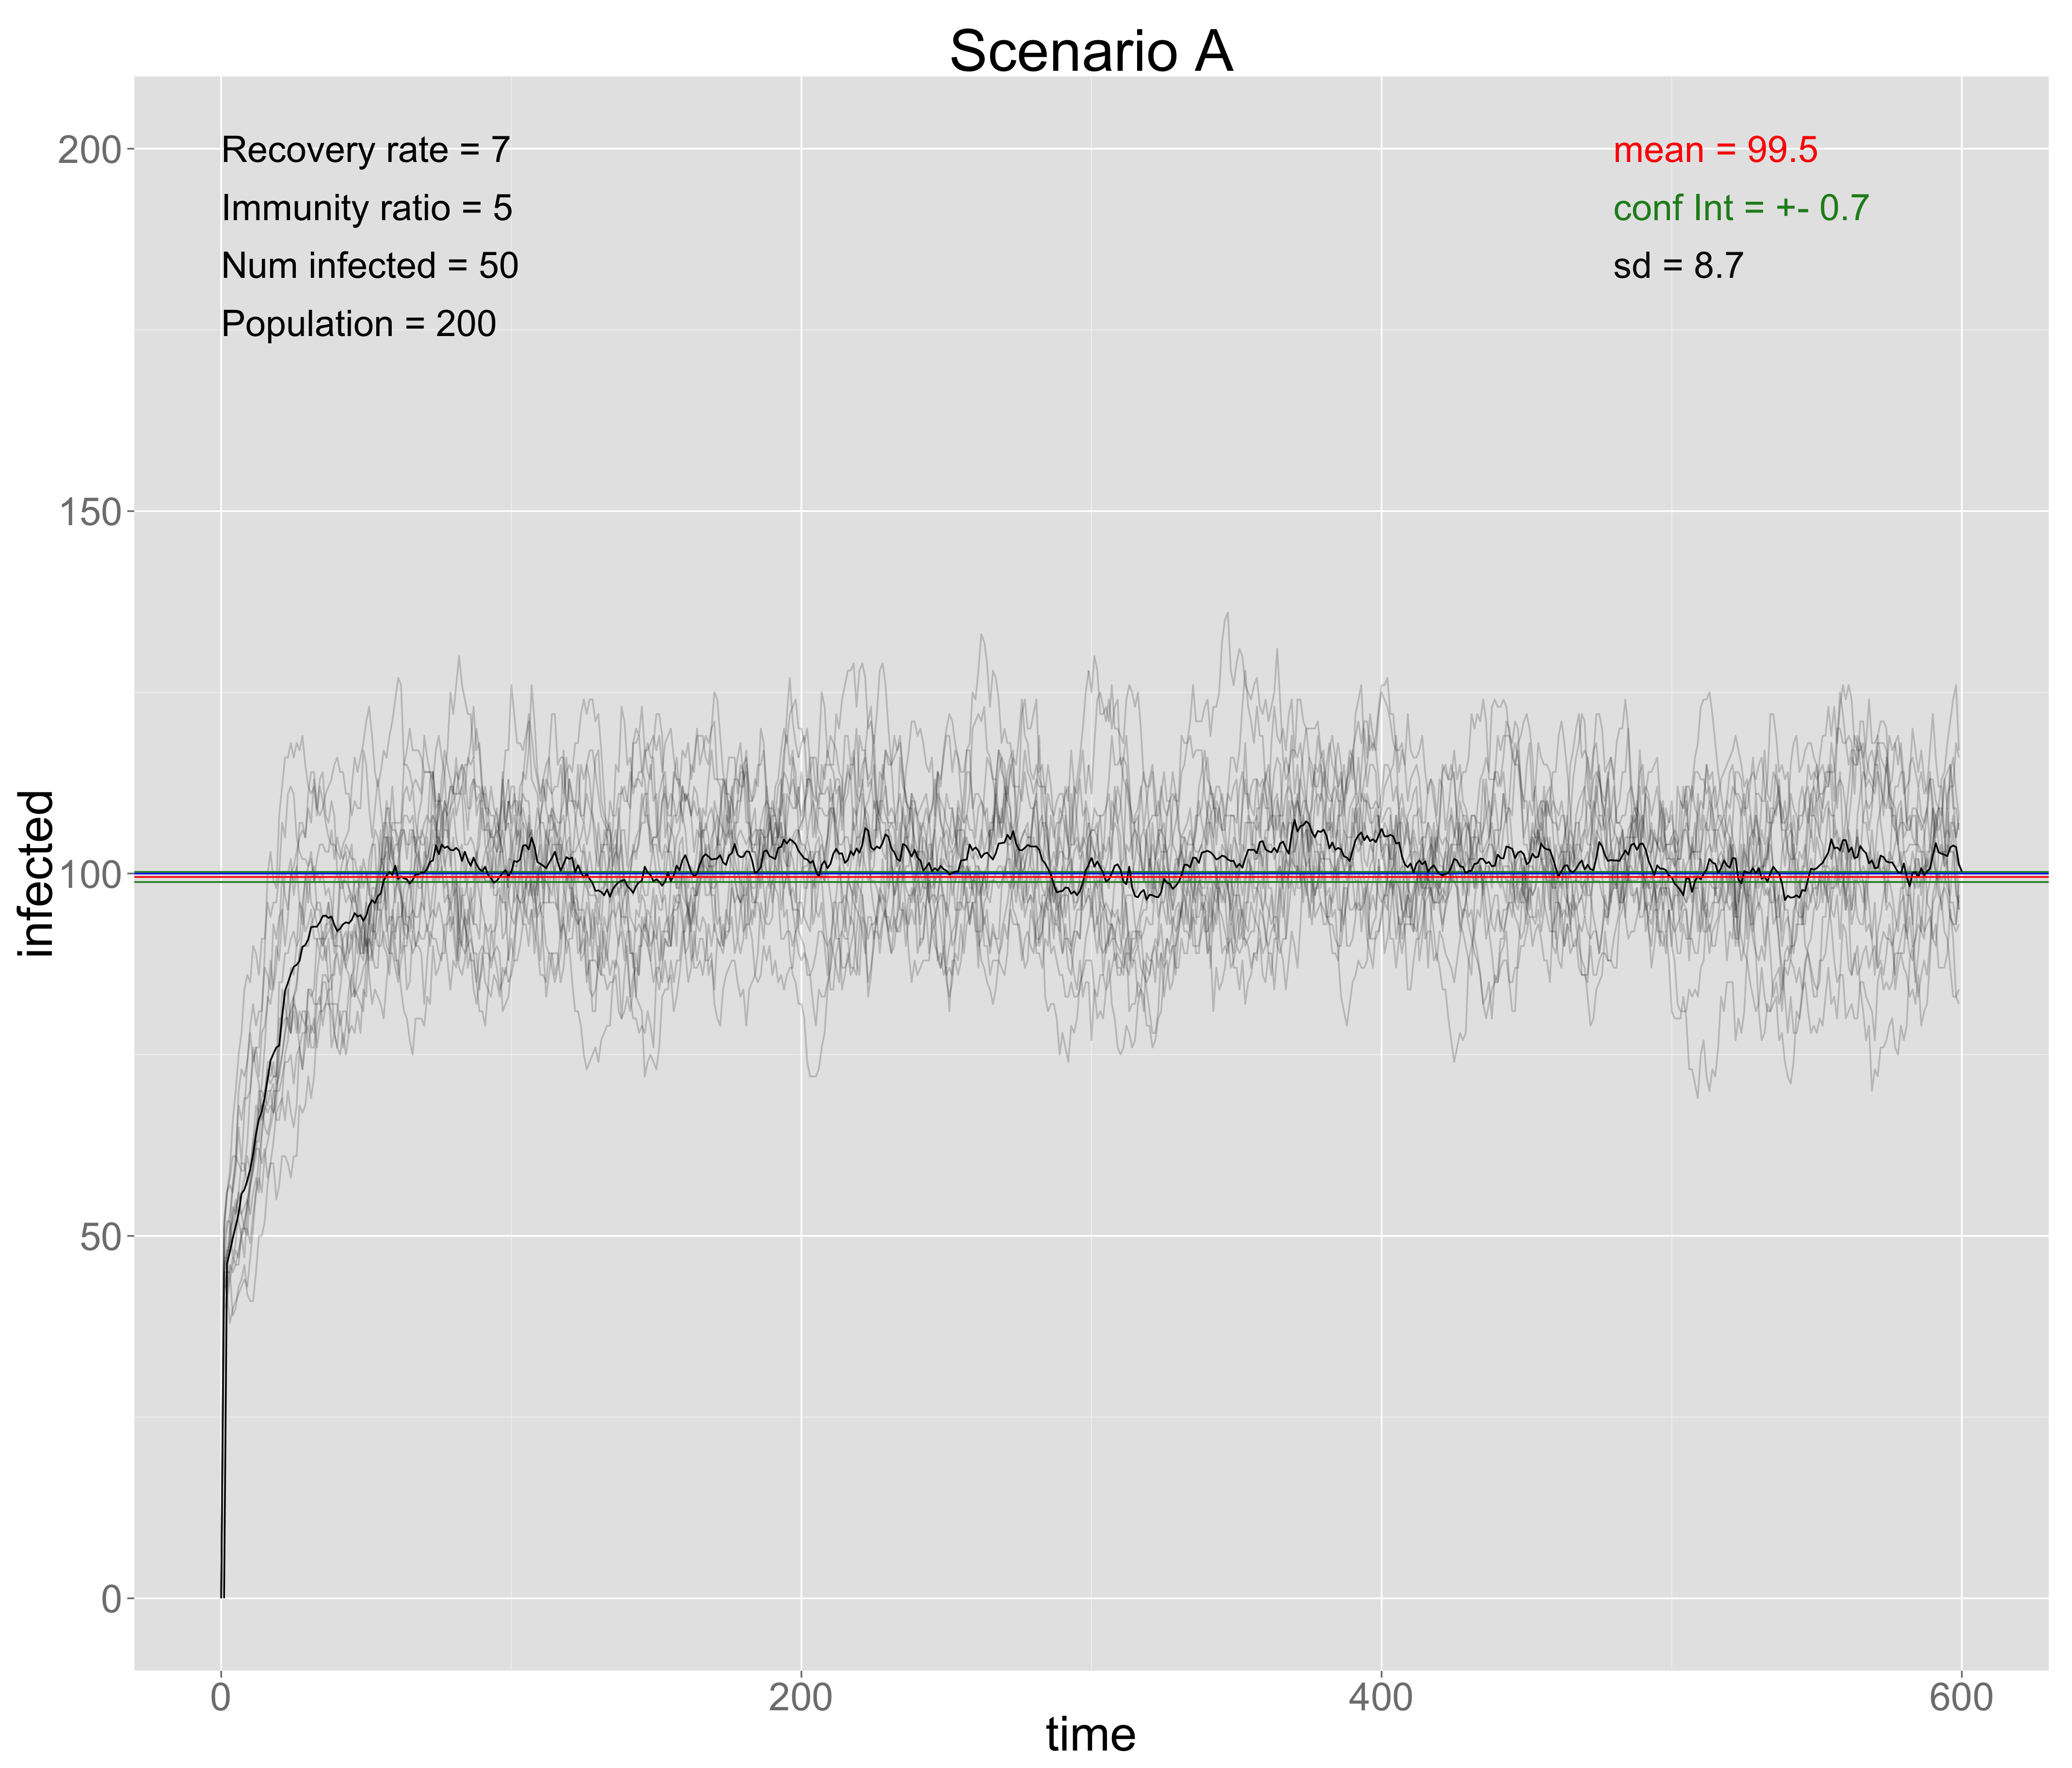 Scenario A
Recovery rate = 7
Immunity ratio = 5
Num infected = 50
Population = 200
mean = 99.5
conf Int = +- 0.7
sd = 8.7
infected
200
150
100
50
0
0 200 400 600
time